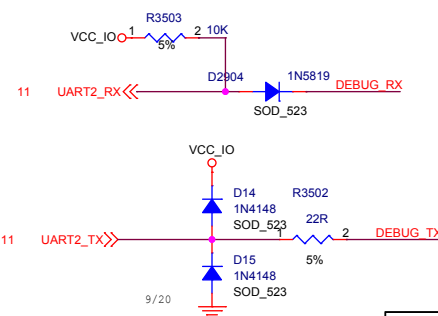 R3503
VCC_IO 1 2 10K
5%
D2904 1N5819
11 UART2_RX DEBUG_RX
SOD_523
VCC_IO
D14 R3502
1N4148 22R
SOD_523
11 UART2_TX 1 2 DEBUG_TX
D15 5%
1N4148
SOD_523
9/20